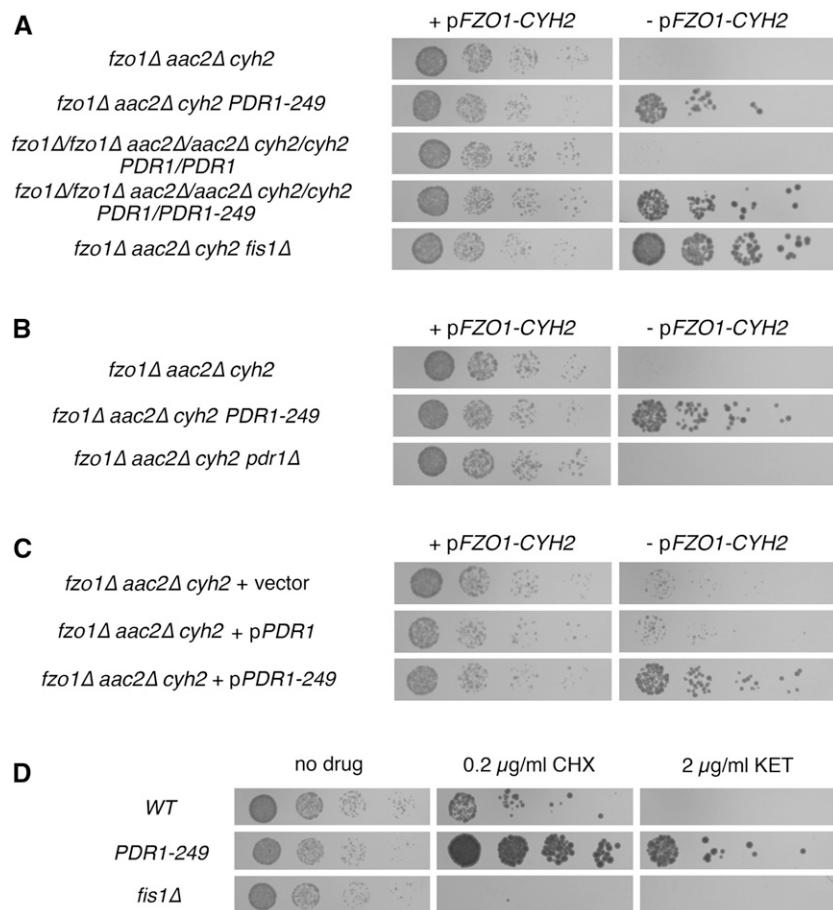 A
+ pFZO1-CYH2
- pFZO1-CYH2
fzo1Δ aac2Δ cyh2
fzo1Δ aac2Δ cyh2 PDR1-249
fzo1Δ/fzo1Δ aac2Δ/aac2Δ cyh2/cyh2
PDR1/PDR1
fzo1Δ/fzo1Δ aac2Δ/aac2Δ cyh2/cyh2
PDR1/PDR1-249
fzo1Δ aac2Δ cyh2 fis1Δ
B
+ pFZO1-CYH2
- pFZO1-CYH2
fzo1Δ aac2Δ cyh2
fzo1Δ aac2Δ cyh2 PDR1-249
fzo1Δ aac2Δ cyh2 pdr1Δ
C
+ pFZO1-CYH2
- pFZO1-CYH2
fzo1Δ aac2Δ cyh2 + vector
fzo1Δ aac2Δ cyh2 + pPDR1
fzo1Δ aac2Δ cyh2 + pPDR1-249
D
no drug
0.2 µg/ml CHX
2 µg/ml KET
WT
PDR1-249
fis1Δ